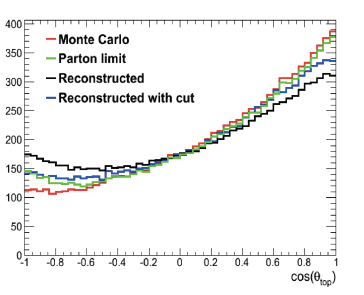 400
350
300
250
200
150
100
50
0
Monte Carlo
Parton limit
Reconstructed
Reconstructed with cut
-1 -0.8 -0.6 -0.4 -0.2 0 0.2 0.4 0.6 0.8 1
cos(θtop)